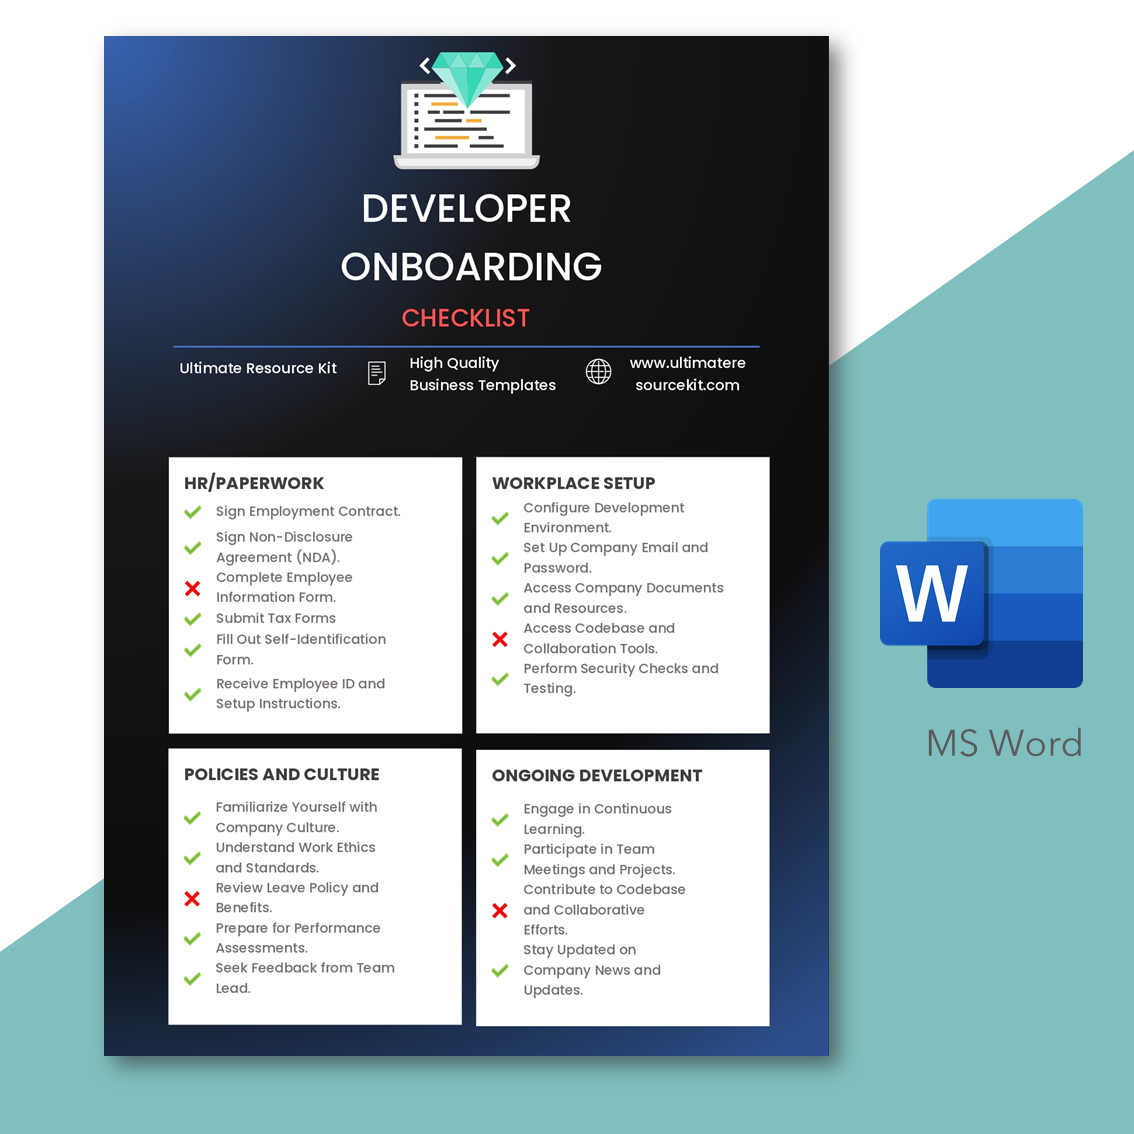 DEVELOPER
ONBOARDING
CHECKLIST
Ultimate Resource Kit
High Quality
Business Templates
www.ultimatere
sourcekit.com
HR/PAPERWORK
Sign Employment Contract.
Sign Non-Disclosure
Agreement (NDA).
Complete Employee
Information Form.
Submit Tax Forms
Fill Out Self-Identification
Form.
Receive Employee ID and
Setup Instructions.
WORKPLACE SETUP
Configure Development
Environment.
Set Up Company Email and
Password.
Access Company Documents
and Resources.
Access Codebase and
Collaboration Tools.
Perform Security Checks and
Testing.
POLICIES AND CULTURE
Familiarize Yourself with
Company Culture.
Understand Work Ethics
and Standards.
Review Leave Policy and
Benefits.
Prepare for Performance
Assessments.
Seek Feedback from Team
Lead.
ONGOING DEVELOPMENT
Engage in Continuous
Learning.
Participate in Team
Meetings and Projects.
Contribute to Codebase
and Collaborative
Efforts.
Stay Updated on
Company News and
Updates.
W
MS Word